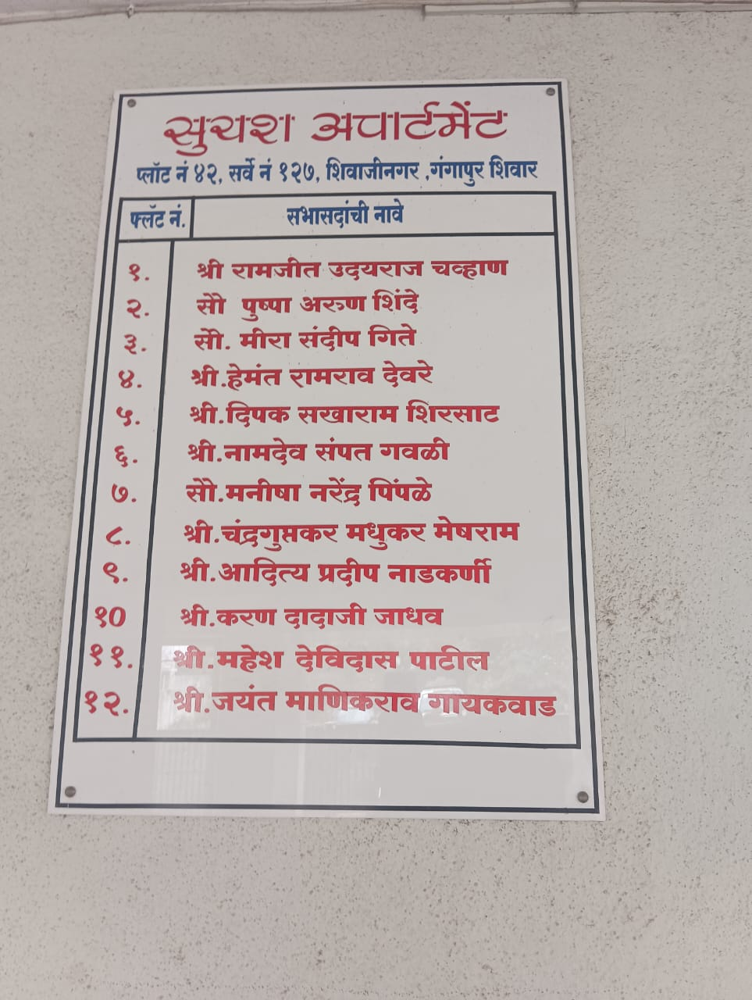 सुयश अपार्टमेंट
प्लॉट नं ४२, सर्वे नं १२७, शिवाजीनगर ,गंगापुर शिवार
फ्लॅट नं. सभासदांची नावे
१. श्री रामजीत उदयराज चव्हाण
२. सौ पुष्पा अरुण शिंदे
३. सौ. मीरा संदीप गिते
४. श्री.हेमंत रामराव देवरे
५. श्री.दिपक सखाराम शिरसाट
६. श्री.नामदेव संपत गवळी
७. सौ.मनीषा नरेंद्र पिंपळे
८. श्री.चंद्रगुप्तकर मधुकर मेषराम
९. श्री.आदित्य प्रदीप नाडकर्णी
१० श्री.करण दादाजी जाधव
११. श्री.महेश देविदास पाटील
१२. श्री.जयंत माणिकराव गायकवाड